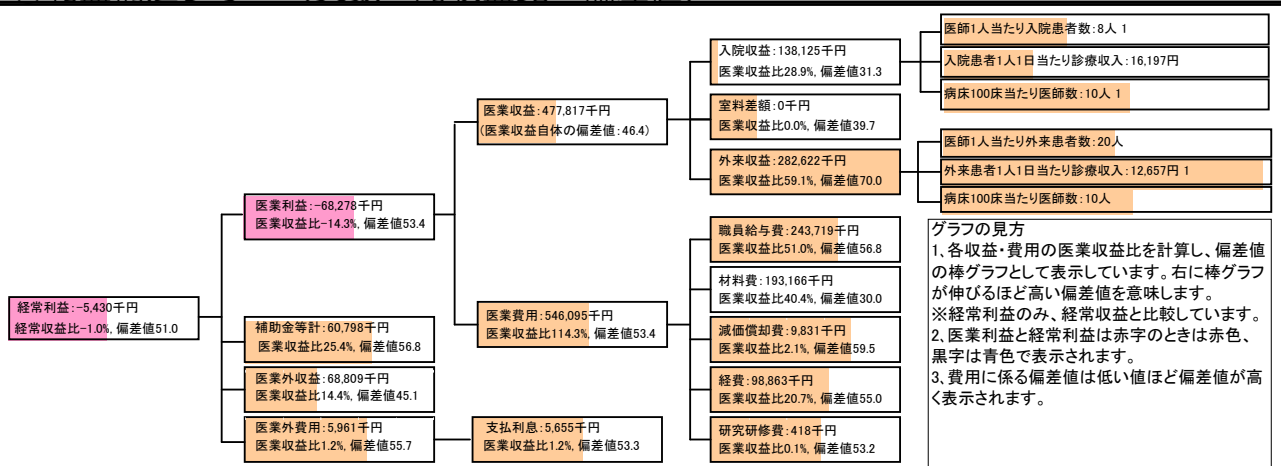 経常利益:-5,430千円
経常収益比-1.0%, 偏差値51.0
医業利益:-68,278千円
医業収益比-14.3%, 偏差値53.4
補助金等計:60,798千円
医業収益比25.4%, 偏差値56.8
医業外収益:68,809千円
医業収益比14.4%, 偏差値45.1
医業外費用:5,961千円
医業収益比1.2%, 偏差値55.7
医業収益:477,817千円
(医業収益自体の偏差値:46.4)
医業費用:546,095千円
医業収益比114.3%, 偏差値53.4
支払利息:5,655千円
医業収益比1.2%, 偏差値53.3
入院収益:138,125千円
医業収益比28.9%, 偏差値31.3
室料差額:0千円
医業収益比0.0%, 偏差値39.7
外来収益:282,622千円
医業収益比59.1%, 偏差値70.0
職員給与費:243,719千円
医業収益比51.0%, 偏差値56.8
材料費:193,166千円
医業収益比40.4%, 偏差値30.0
減価償却費:9,831千円
医業収益比2.1%, 偏差値59.5
経費:98,863千円
医業収益比20.7%, 偏差値55.0
研究研修費:418千円
医業収益比0.1%, 偏差値53.2
医師1人当たり入院患者数:8人 1
入院患者1人1日当たり診療収入:16,197円
病床100床当たり医師数:10人 1
医師1人当たり外来患者数:20人
外来患者1人1日当たり診療収入:12,657円 1
病床100床当たり医師数:10人
グラフの見方
1、各収益・費用の医業収益比を計算し、偏差値
の棒グラフとして表示しています。右に棒グラフ
が伸びるほど高い偏差値を意味します。
※経常利益のみ、経常収益と比較しています。
2、医業利益と経常利益は赤字のときは赤色、
黒字は青色で表示されます。
3、費用に係る偏差値は低い値ほど偏差値が高
く表示されます。